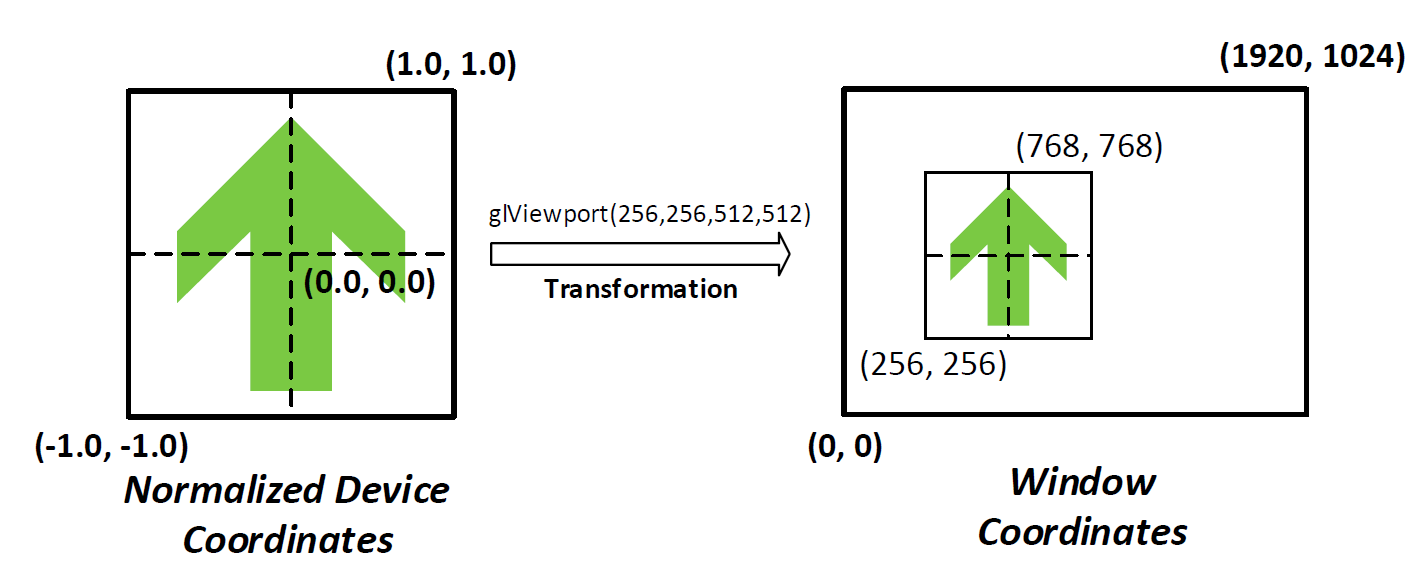 (1.0, 1.0)
(0.0, 0.0)
(-1.0, -1.0)
Normalized Device
Coordinates
glViewport(256,256,512,512)
Transformation
(1920, 1024)
(768, 768)
(256, 256)
(0, 0)
Window
Coordinates